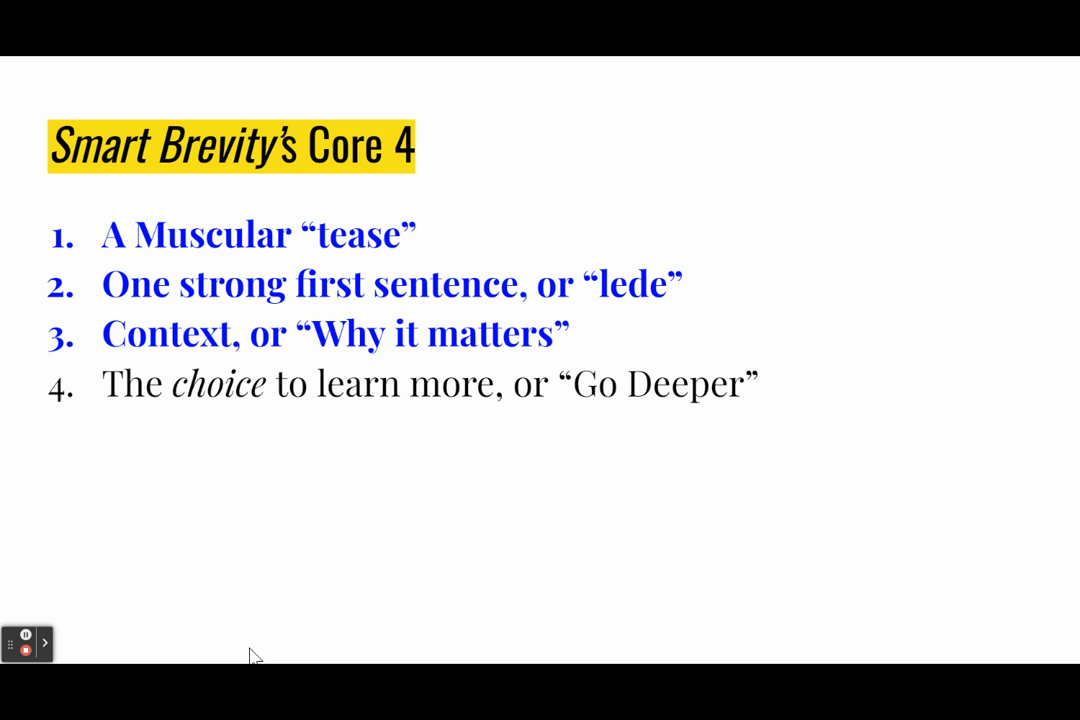 Smart Brevity’s Core 4
1. A Muscular “tease”
2. One strong first sentence, or “lede”
3. Context, or “Why it matters”
4. The choice to learn more, or “Go Deeper”